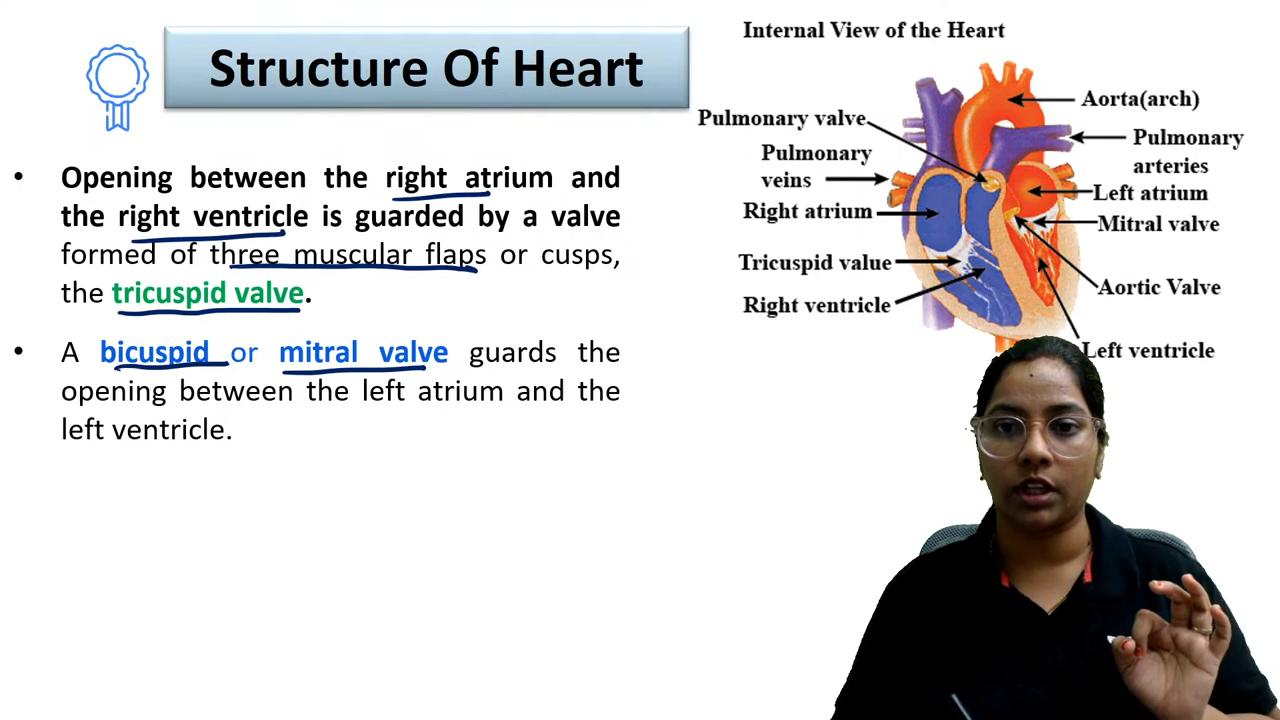 Structure Of Heart
• Opening between the right atrium and
the right ventricle is guarded by a valve
formed of three muscular flaps or cusps,
the tricuspid valve.
• A bicuspid or mitral valve guards the
opening between the left atrium and the
left ventricle.
Internal View of the Heart
Aorta(arch)
Pulmonary valve
Pulmonary
arteries
Pulmonary
veins
Left atrium
Right atrium
Mitral valve
Tricuspid value
Aortic Valve
Right ventricle
Left ventricle